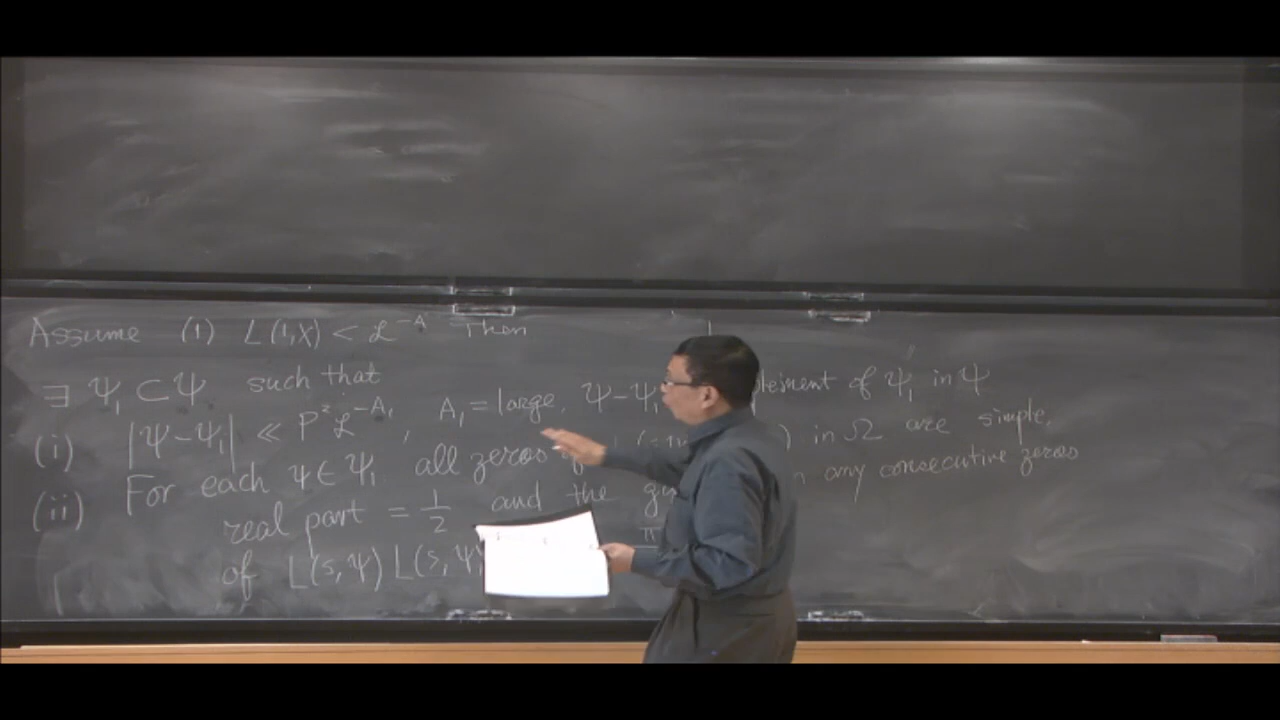 Assume (1) L(1,χ) < 𝓛^{-A} Then
∃ Ψ₁ ⊂ Ψ such that
(i) |Ψ-Ψ₁| ≪ P²𝓛^{-A₁}, A₁ = large, Ψ-Ψ₁ of Ψ₁ in Ψ
(ii) For each ψ ∈ Ψ₁ all zeros ) in Ω are simple,
real part = 1/2 and the any consecutive zeros
of L(s,ψ)L(s,ψ π